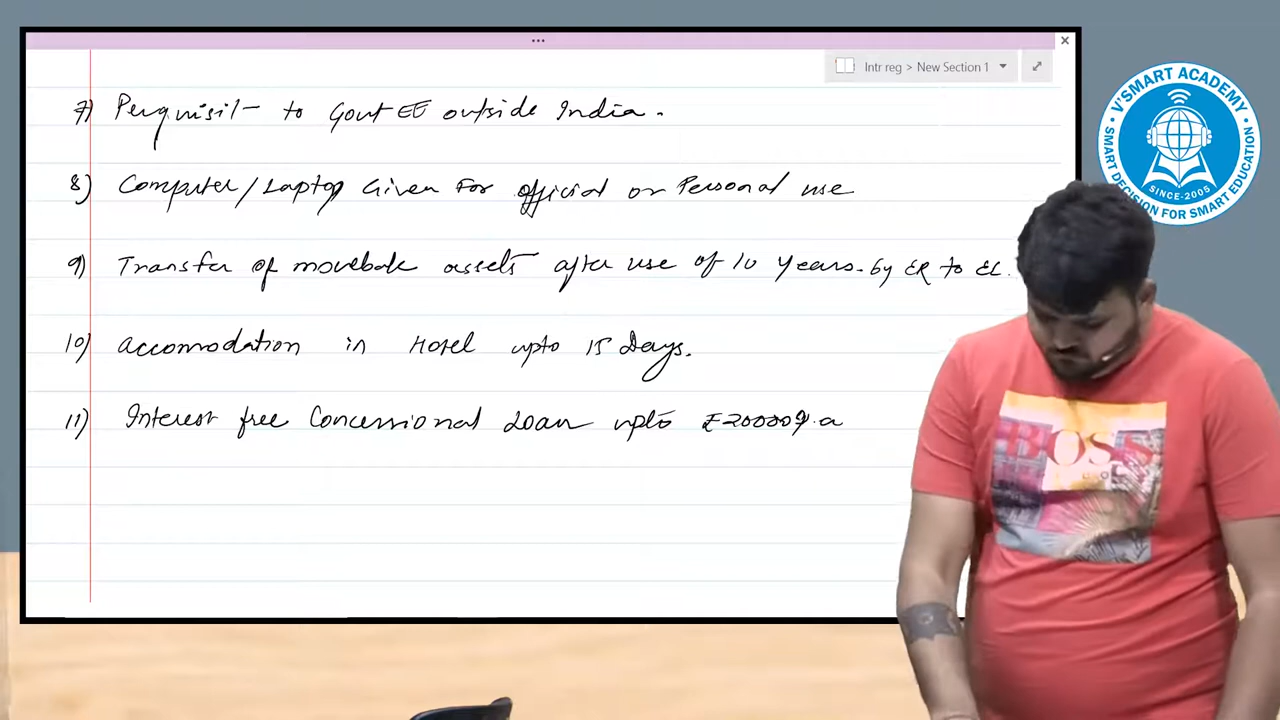 Intr reg > New Section 1
7) Perquisit to Govt EE outside India.
8) Computer/Laptop Given For official or Personal use
9) Transfer of movebale assets after use of 10 Years. by ER to EE.
10) Accomodation in Hotel upto 15 Days.
11) Interest free Concessional Loan upto ₹20000 P.a
V'SMART ACADEMY
SINCE-2005
SMART DECISION FOR SMART EDUCATION
BOSS